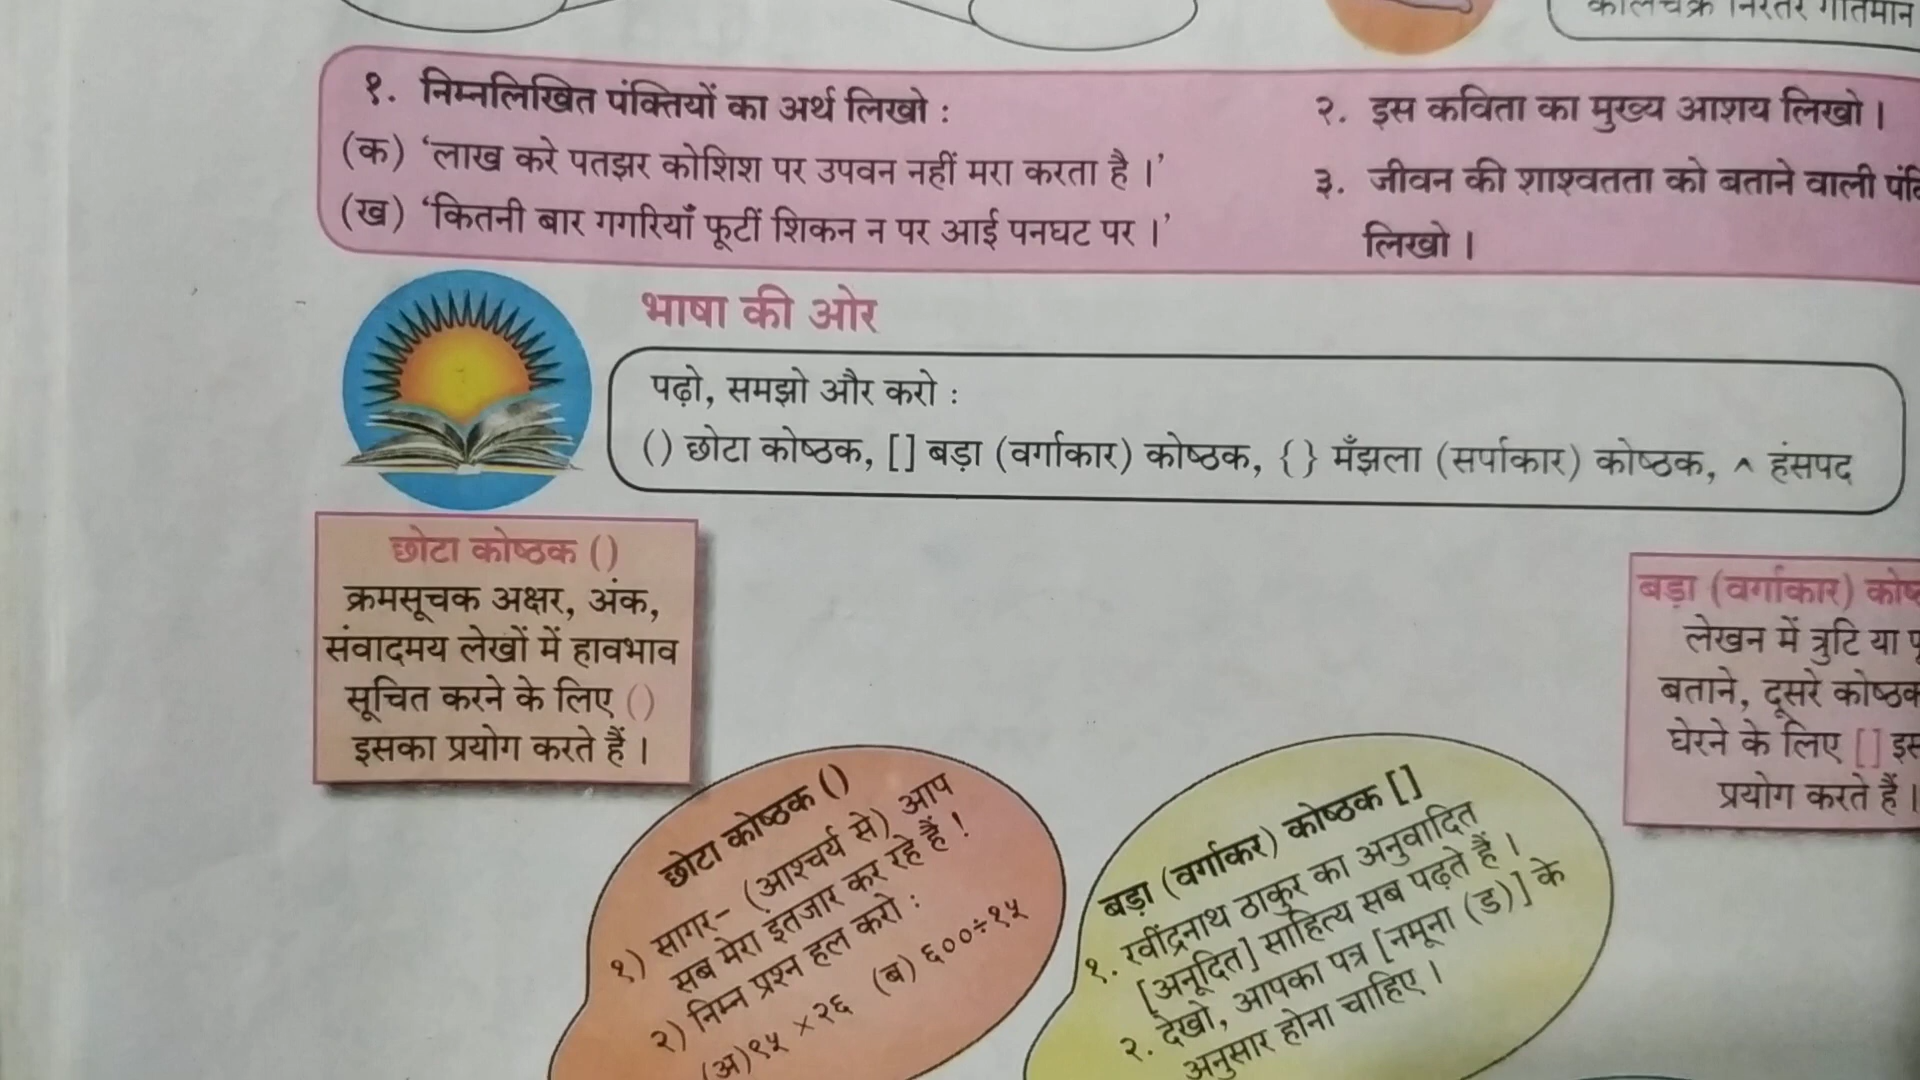 कालचक्र निरंतर गतिमान
१. निम्नलिखित पंक्तियों का अर्थ लिखो :
(क) ‘लाख करे पतझर कोशिश पर उपवन नहीं मरा करता है ।’
(ख) ‘कितनी बार गगरियाँ फूटीं शिकन न पर आई पनघट पर ।’
२. इस कविता का मुख्य आशय लिखो ।
३. जीवन की शाश्वतता को बताने वाली
लिखो ।
भाषा की ओर
पढ़ो, समझो और करो :
() छोटा कोष्ठक, [] बड़ा (वर्गाकार) कोष्ठक, {} मँझला (सर्पाकार) कोष्ठक, ^ हंसपद
छोटा कोष्ठक ()
क्रमसूचक अक्षर, अंक,
संवादमय लेखों में हावभाव
सूचित करने के लिए ()
इसका प्रयोग करते हैं ।
बड़ा (वर्गाकार)
लेखन में त्रुटि या
बताने, दूसरे कोष्ठक
घेरने के लिए []
प्रयोग करते हैं ।
छोटा कोष्ठक ()
१) सागर– (आश्चर्य से) आप
सब मेरा इंतजार कर रहे हैं !
२) निम्न प्रश्न हल करो :
(अ)९५ × २६ (ब) ६००÷१५
बड़ा (वर्गाकर) कोष्ठक []
१. रवींद्रनाथ ठाकुर का अनुवादित
[अनूदित] साहित्य सब पढ़ते हैं ।
२. देखो, आपका पत्र [नमूना (ड)] के
अनुसार होना चाहिए ।